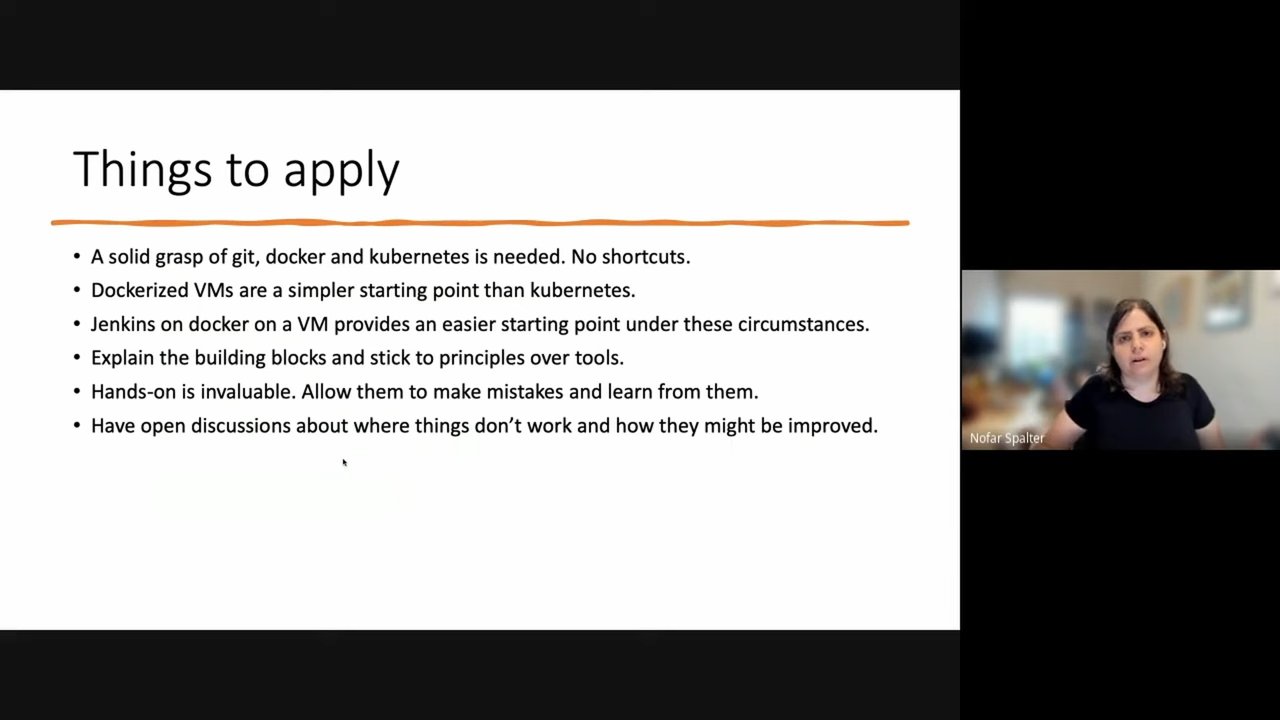 Things to apply
• A solid grasp of git, docker and kubernetes is needed. No shortcuts.
• Dockerized VMs are a simpler starting point than kubernetes.
• Jenkins on docker on a VM provides an easier starting point under these circumstances.
• Explain the building blocks and stick to principles over tools.
• Hands-on is invaluable. Allow them to make mistakes and learn from them.
• Have open discussions about where things don’t work and how they might be improved.
Nofar Spalter